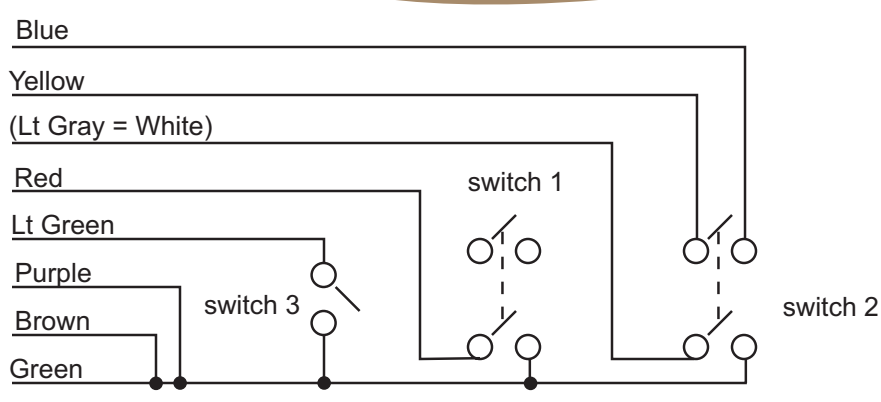 Blue
Yellow
(Lt Gray = White)
Red
switch 1
Lt Green
Purple
switch 3
switch 2
Brown
Green